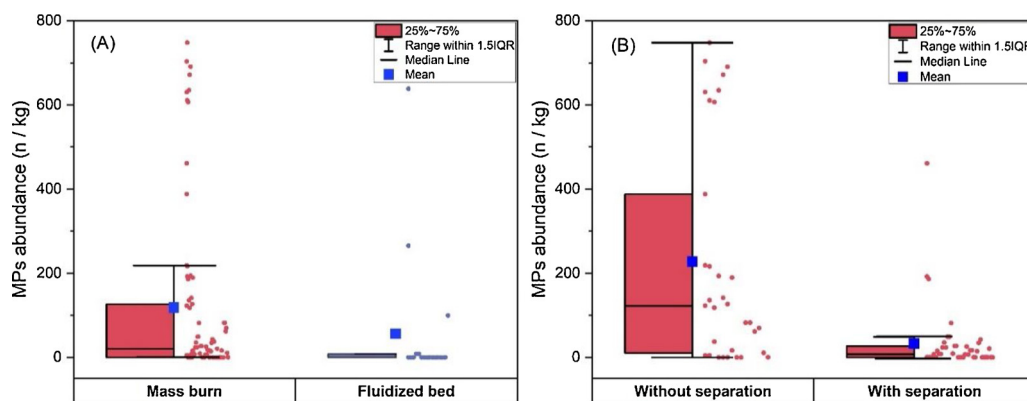 (A)
25%~75%
Range within 1.5IQR
Median Line
Mean
MPs abundance (n / kg)
800
600
400
200
0
Mass burn
Fluidized bed
(B)
25%~75%
Range within 1.5IQR
Median Line
Mean
MPs abundance (n / kg)
800
600
400
200
0
Without separation
With separation